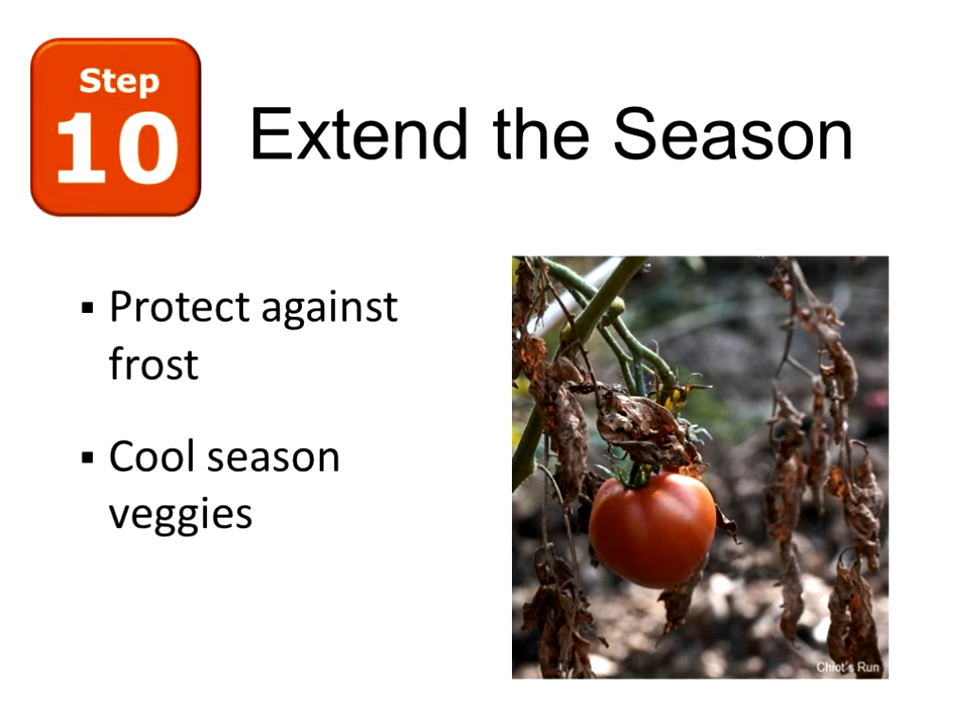 Step
10
Extend the Season
▪ Protect against
frost
▪ Cool season
veggies
Chiot's Run